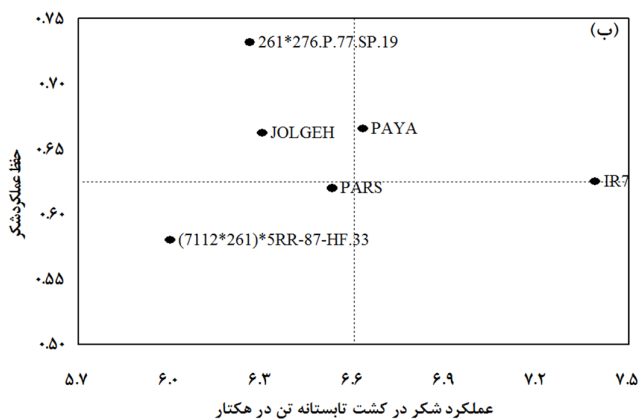 (ب)
۰.۷۵
۰.۷۰
۰.۶۵
۰.۶۰
۰.۵۵
۰.۵۰
حفظ عملکردشکر
261*276.P.77.SP.19
JOLGEH
PAYA
PARS
IR7
(7112*261)*5RR-87-HF.33
۵.۷ ۶.۰ ۶.۳ ۶.۶ ۶.۹ ۷.۲ ۷.۵
عملکرد شکر در کشت تابستانه تن در هکتار